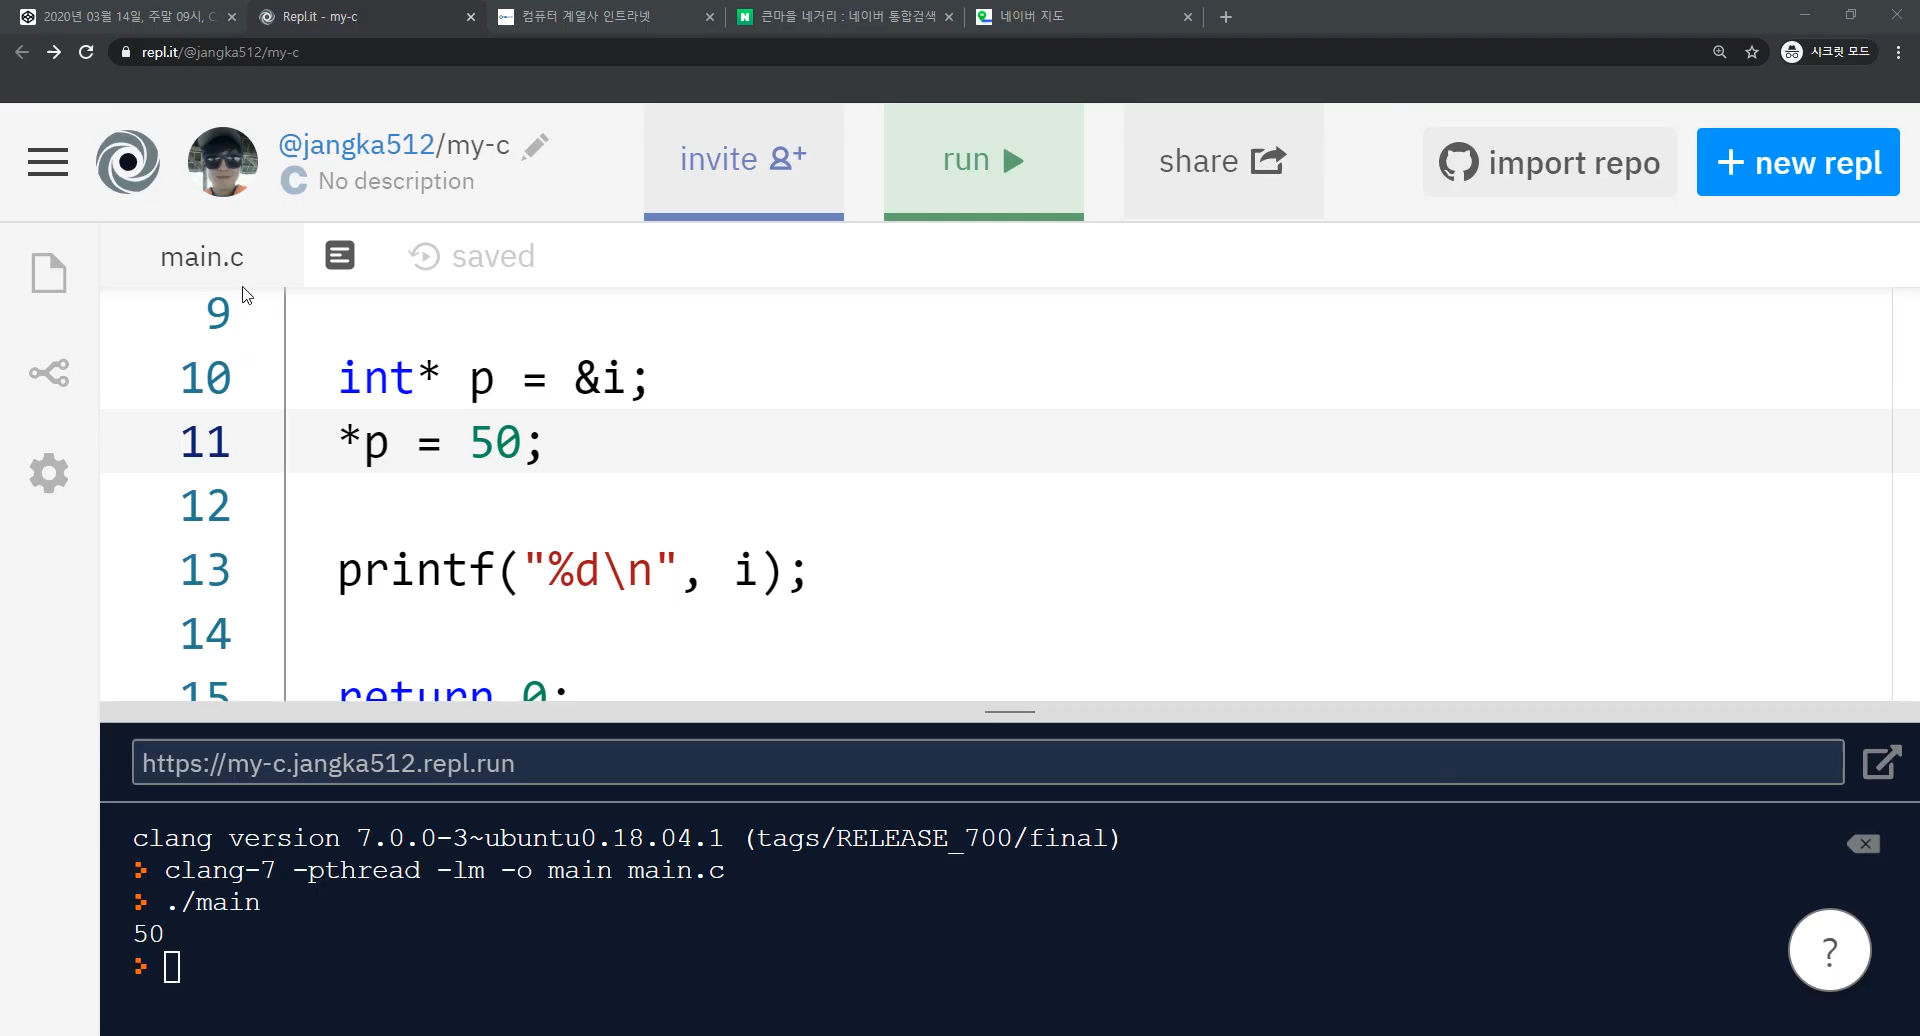 2020년 03월 14일, 주말 09시, C
Repl.it - my-c
컴퓨터 계열사 인트라넷
N 큰마을 네거리 : 네이버 통합검색
네이버 지도
repl.it/@jangka512/my-c
시크릿 모드
@jangka512/my-c
C No description
invite
run
share
import repo
+ new repl
main.c
saved
9
10 int* p = &i;
11 *p = 50;
12
13 printf("%d\n", i);
14
15 return 0;
https://my-c.jangka512.repl.run
clang version 7.0.0-3~ubuntu0.18.04.1 (tags/RELEASE_700/final)
clang-7 -pthread -lm -o main main.c
./main
50
?